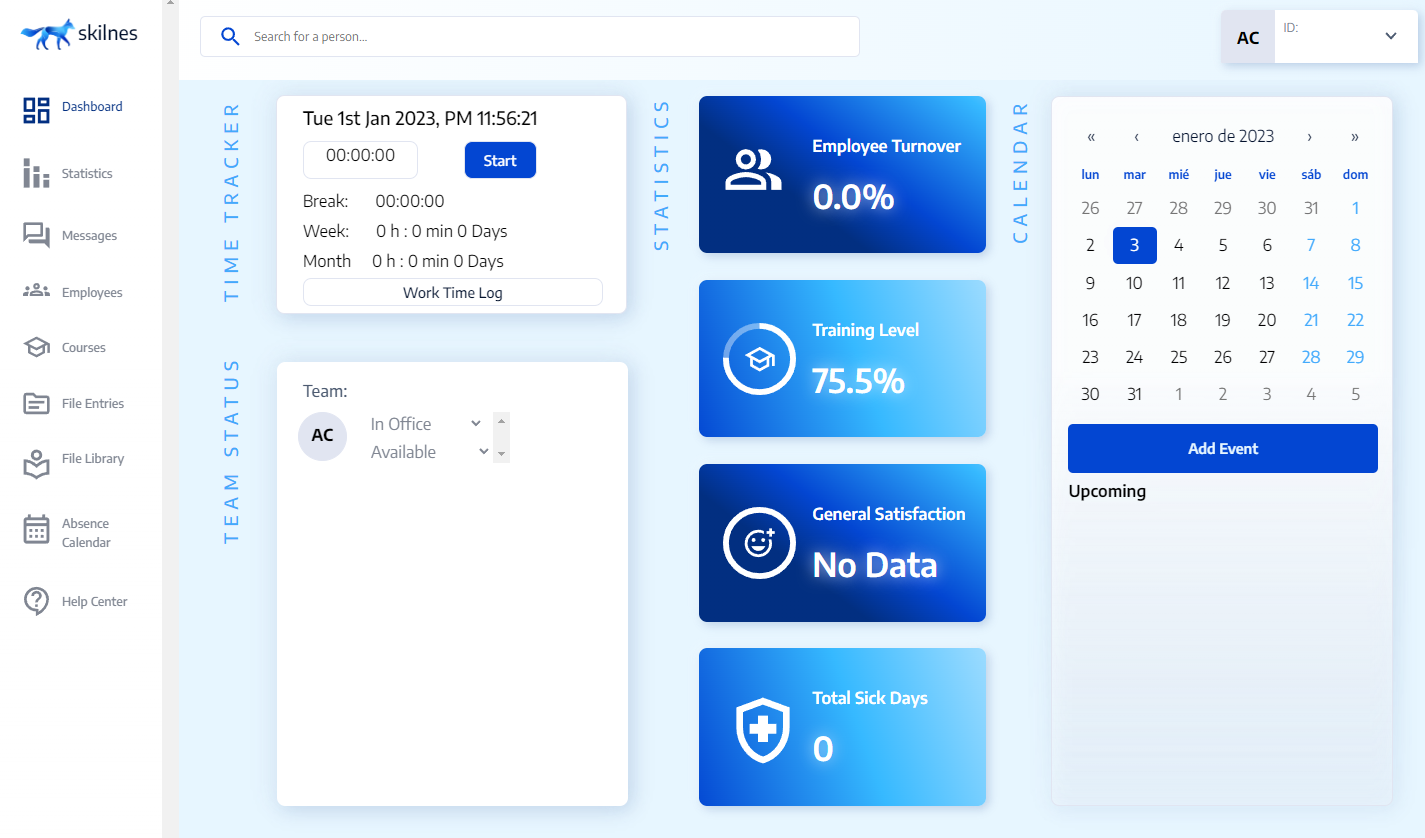 skilnes
Dashboard
Statistics
Messages
Employees
Courses
File Entries
File Library
Absence
Calendar
Help Center
Search for a person...
AC
ID:
TIME TRACKER
Tue 1st Jan 2023, PM 11:56:21
00:00:00 Start
Break: 00:00:00
Week: 0 h : 0 min 0 Days
Month 0 h : 0 min 0 Days
Work Time Log
TEAM STATUS
Team:
AC
In Office
Available
STATISTICS
Employee Turnover
0.0%
Training Level
75.5%
General Satisfaction
No Data
Total Sick Days
0
CALENDAR
« ‹ enero de 2023 › »
lun mar mié jue vie sáb dom
26 27 28 29 30 31 1
2 3 4 5 6 7 8
9 10 11 12 13 14 15
16 17 18 19 20 21 22
23 24 25 26 27 28 29
30 31 1 2 3 4 5
Add Event
Upcoming